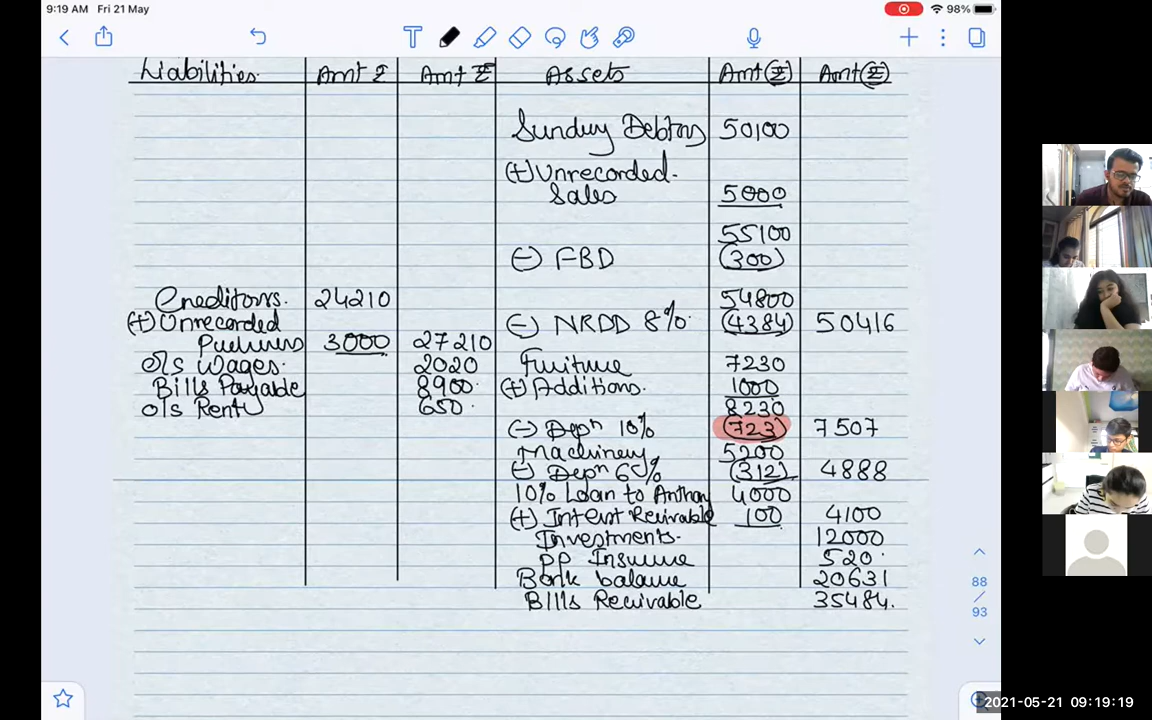 9:19 AM Fri 21 May
98%
Liabilities. Amt ₹ Amt ₹ Assets Amt(₹) Amt(₹)
Sundry Debtors 50100
(+) Unrecorded.
Sales 5000
55100
(-) FBD (300)
Creditors. 24210 54800
(+) Unrecorded (-) NRDD 8% (4384) 50416
Puchases 3000 27210
o/s Wages. 2020 Furniture 7230
Bills Payable 8900. (+) Additions. 1000
o/s Rent 650. 8230
(-) Depn 10% (723) 7507
Machinery 5200
(-) Depn 6% (312) 4888
10% Loan to Anthony 4000
(+) Interest Receivable 100 4100
Investments. 12000
PP Insurance 520.
Bank balance 20631
Bills Receivable 35484.
88
/
93
2021-05-21 09:19:19